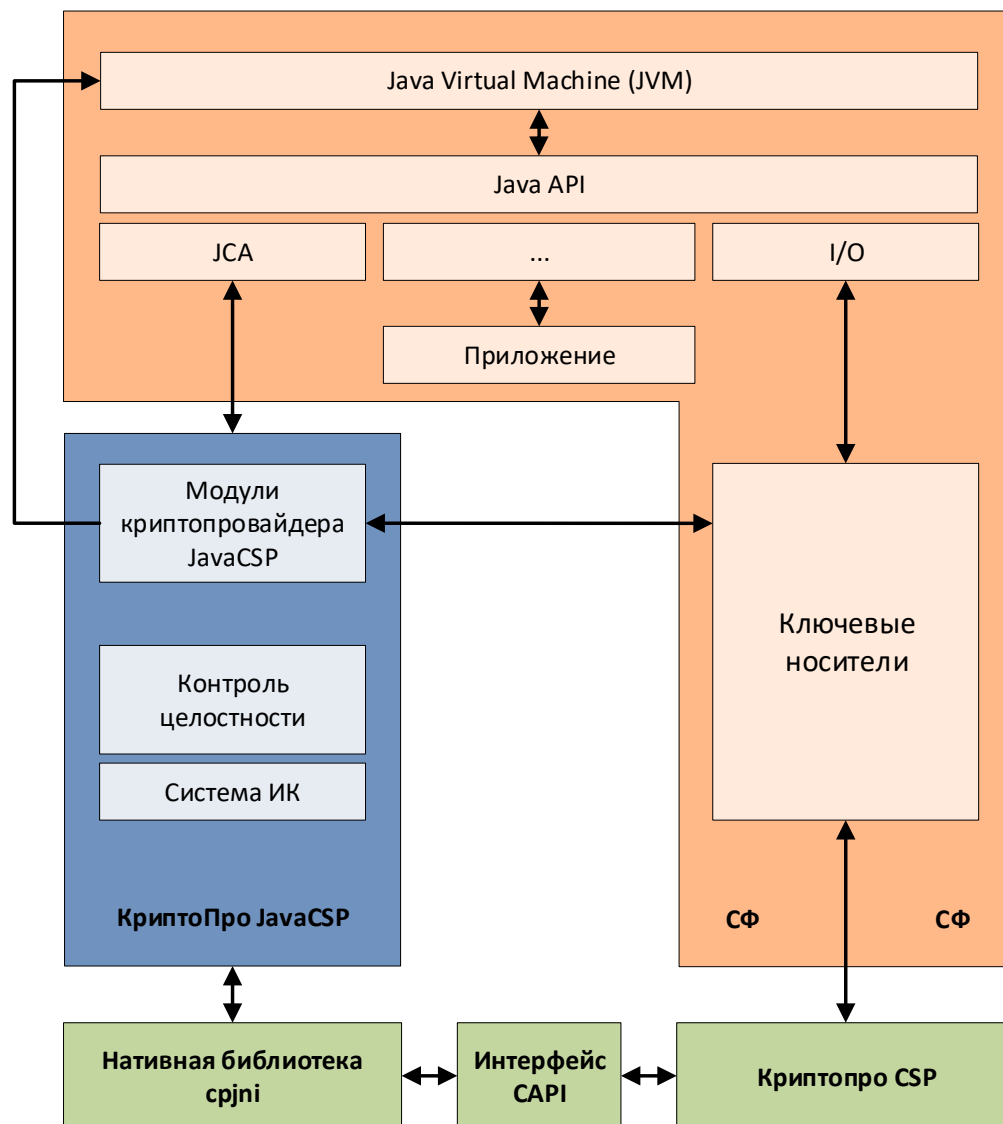 Java Virtual Machine (JVM)
Java API
JCA
...
I/O
Приложение
Модули
криптопровайдера
JavaCSP
Ключевые
носители
Контроль
целостности
Система ИК
КриптоПро JavaCSP
СФ
СФ
Нативная библиотека
cpjni
Интерфейс
CAPI
Криптопро CSP